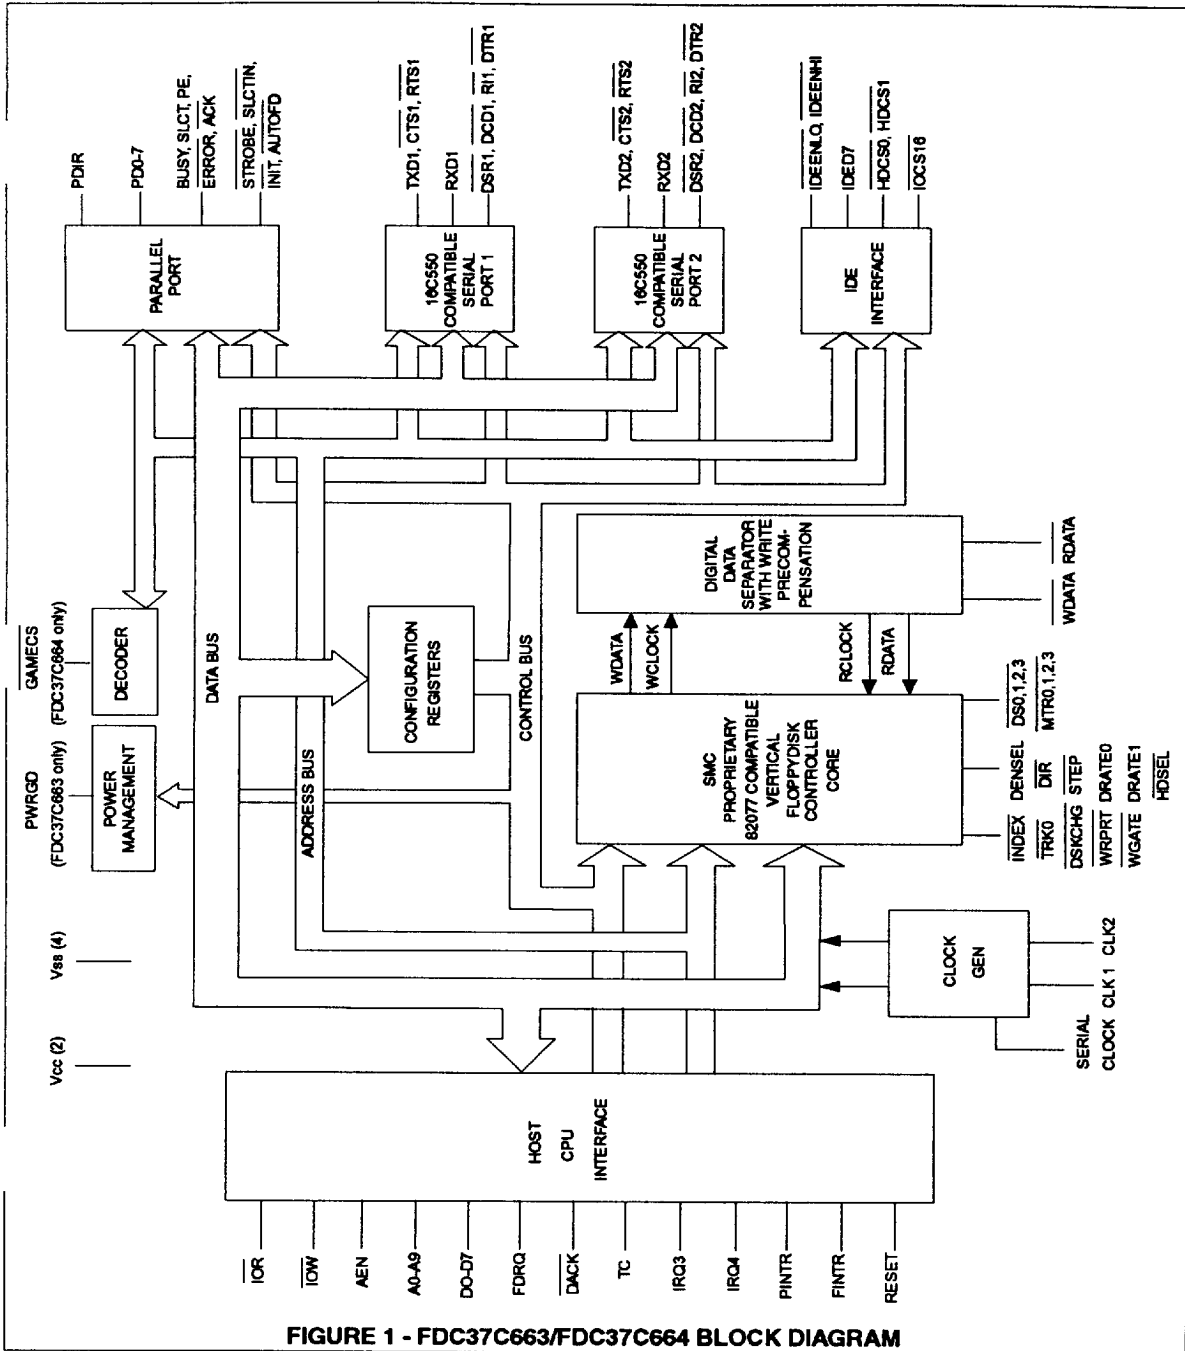 PDIR
PD0-7
BUSY, SLCT, PE,
ERROR, ACK
STROBE, SLCTIN,
INIT, AUTOFD
PARALLEL
PORT
TXD1, CTS1, RTS1
RXD1
DSR1, DCD1, RI1, DTR1
16C550
COMPATIBLE
SERIAL
PORT 1
TXD2, CTS2, RTS2
RXD2
DSR2, DCD2, RI2, DTR2
16C550
COMPATIBLE
SERIAL
PORT 2
IDEENLO, IDEENHI
IDED7
HDCS0, HDCS1
IOCS16
IDE
INTERFACE
GAMECS
(FDC37C664 only)
DECODER
PWRGD
(FDC37C663 only)
POWER
MANAGEMENT
Vss (4)
Vcc (2)
DATA BUS
ADDRESS BUS
CONFIGURATION
REGISTERS
CONTROL BUS
DIGITAL
DATA
SEPARATOR
WITH WRITE
PRECOM-
PENSATION
WDATA
RDATA
WDATA
WCLOCK
RCLOCK
RDATA
SMC
PROPRIETARY
82077 COMPATIBLE
VERTICAL
FLOPPYDISK
CONTROLLER
CORE
DS0,1,2,3
MTR0,1,2,3
INDEX DENSEL
TRK0 DIR
DSKCHG STEP
WRPRT DRATE0
WGATE DRATE1
HDSEL
CLOCK
GEN
SERIAL
CLOCK CLK1 CLK2
HOST
CPU
INTERFACE
IOR
IOW
AEN
A0-A9
DO-D7
FDRQ
DACK
TC
IRQ3
IRQ4
PINTR
FINTR
RESET
FIGURE 1 - FDC37C663/FDC37C664 BLOCK DIAGRAM